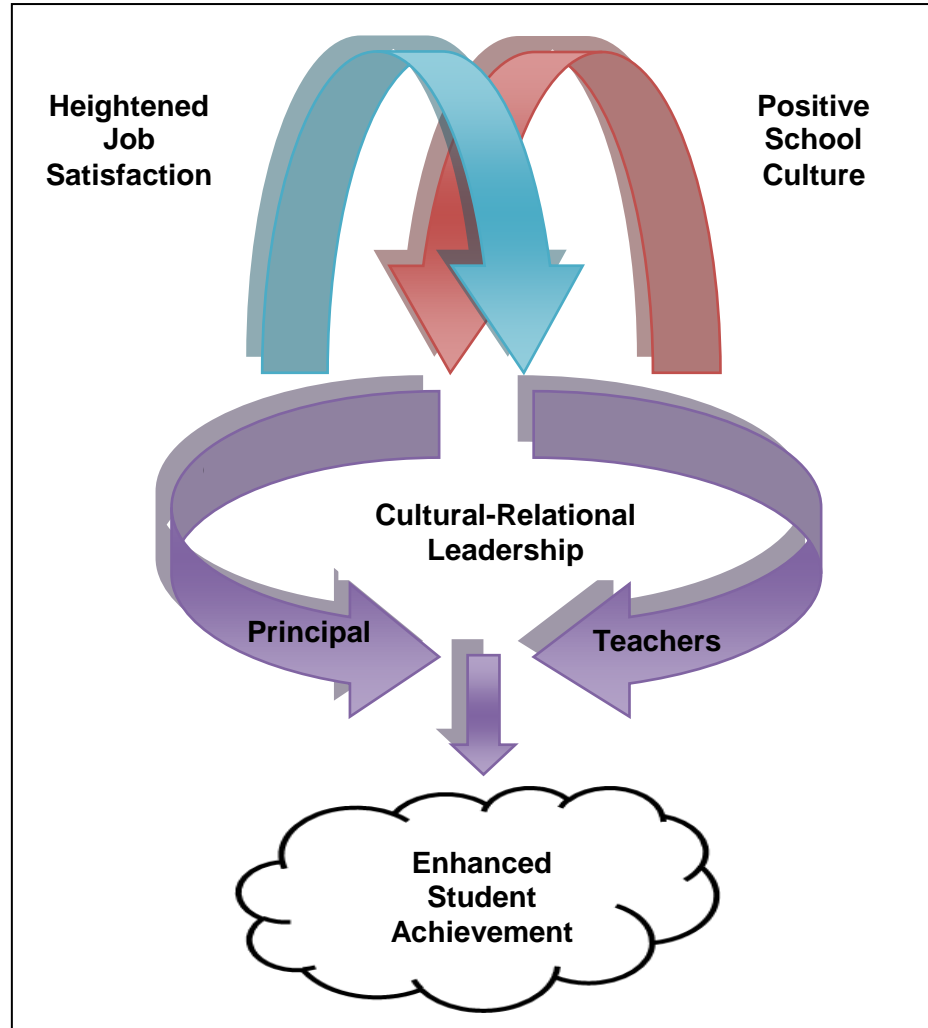 Heightened
Job
Satisfaction
Positive
School
Culture
Cultural-Relational
Leadership
Principal
Teachers
Enhanced
Student
Achievement